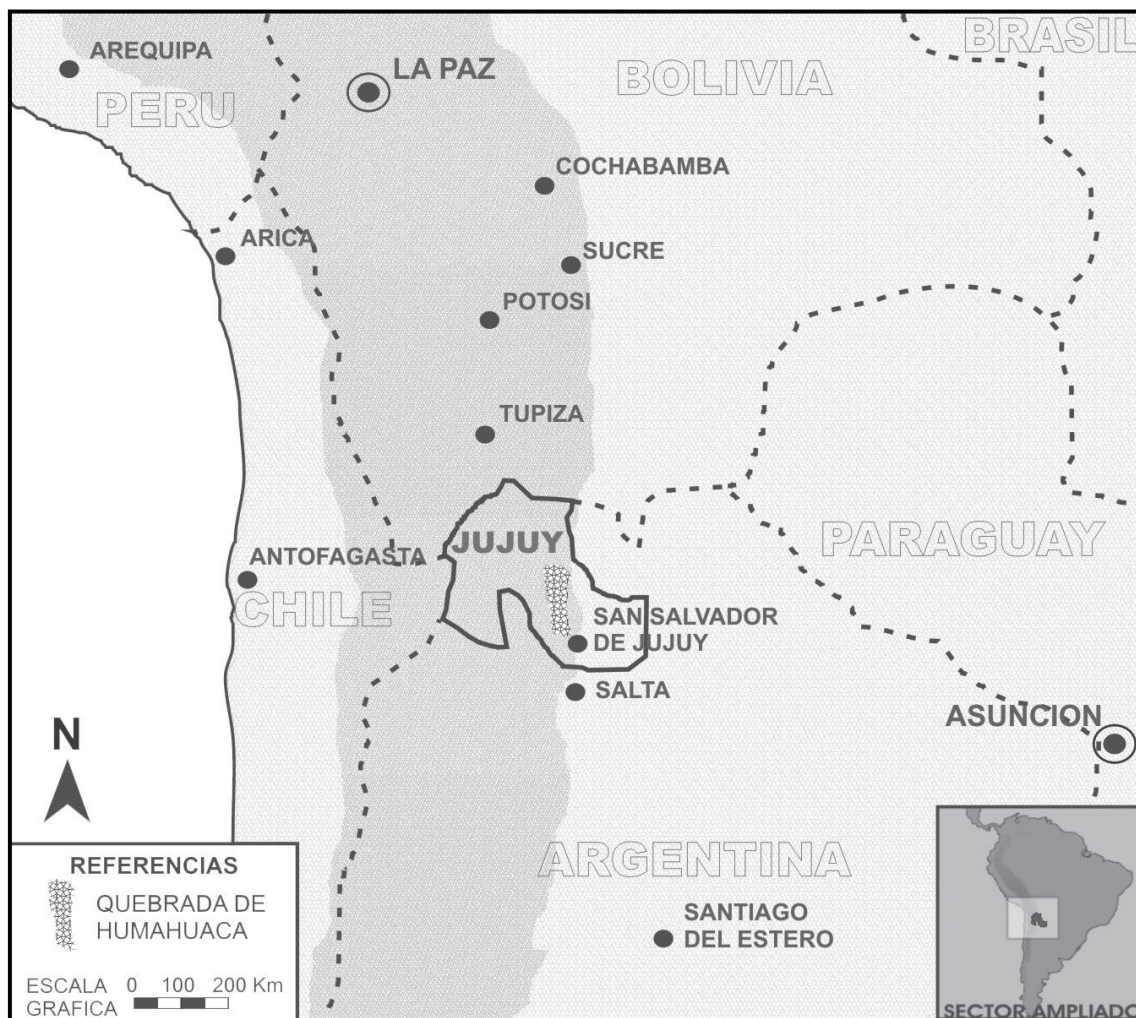 AREQUIPA
LA PAZ
BOLIVIA
BRASIL
PERU
COCHABAMBA
ARICA
SUCRE
POTOSI
TUPIZA
JUJUY
PARAGUAY
ANTOFAGASTA
CHILE
SAN SALVADOR
DE JUJUY
SALTA
ASUNCION
N
ARGENTINA
SANTIAGO
DEL ESTERO
REFERENCIAS
QUEBRADA DE
HUMAHUACA
ESCALA
GRAFICA
0 100 200 Km
SECTOR AMPLIADO